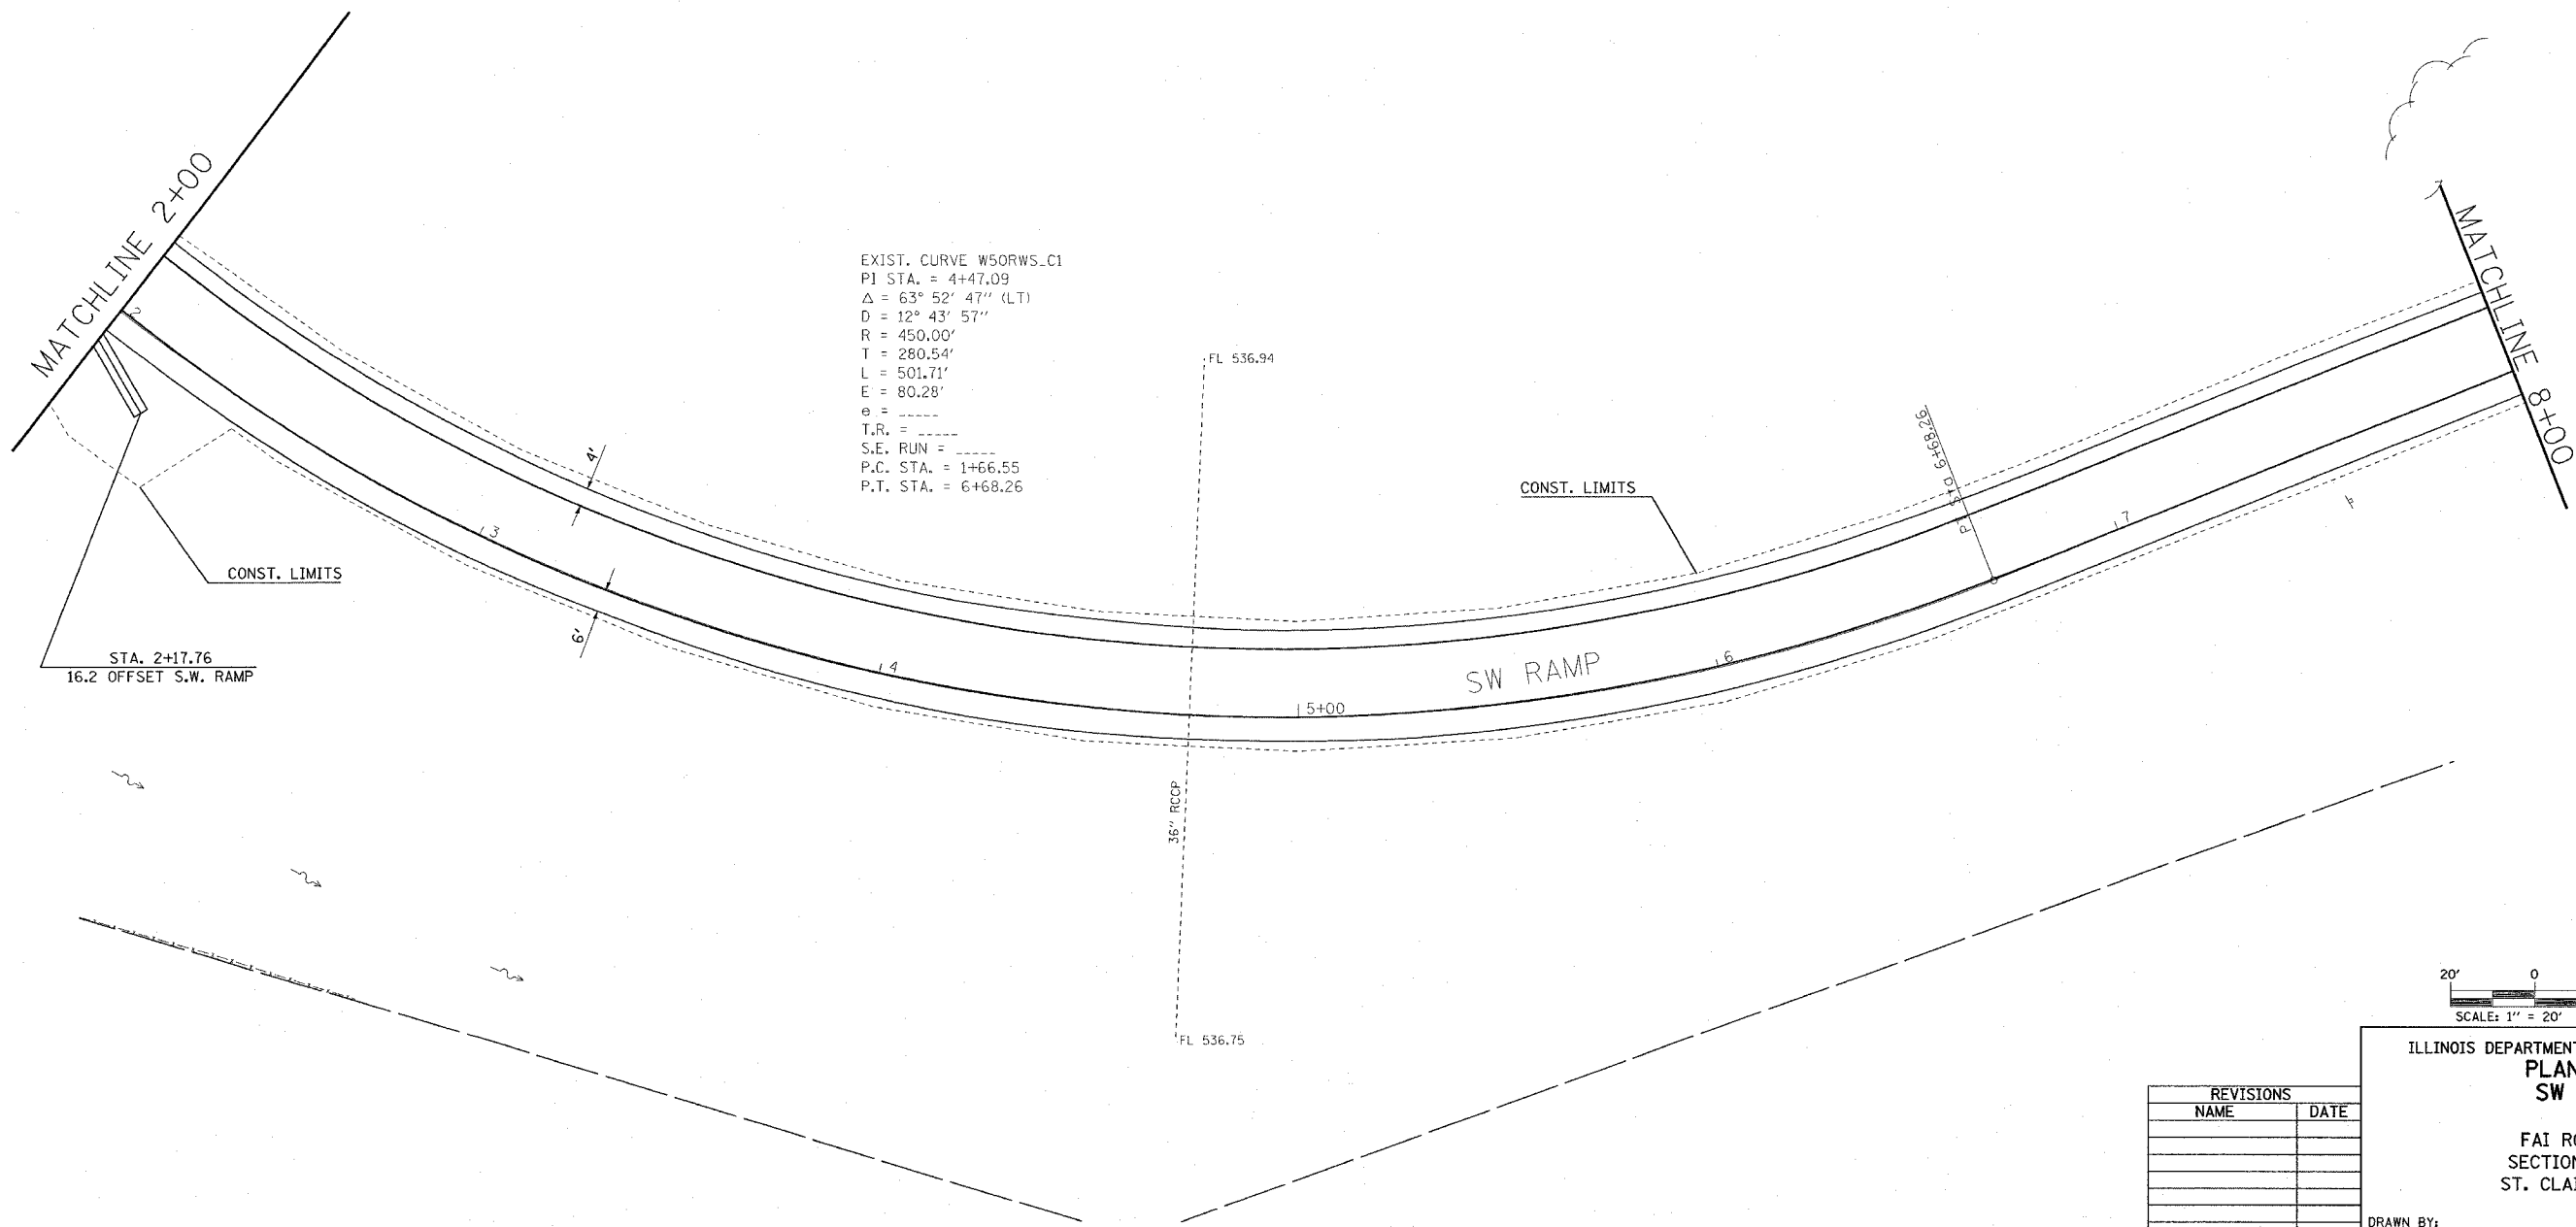 MATCHLINE 2+00
2
EXIST. CURVE W50RWS_C1
PI STA. = 4+47.09
Δ = 63° 52' 47" (LT)
D = 12° 43' 57"
R = 450.00'
T = 280.54'
L = 501.71'
E = 80.28'
e = _____
T.R. = _____
S.E. RUN = _____
P.C. STA. = 1+66.55
P.T. STA. = 6+68.26
FL 536.94
MATCHLINE 8+00
4'
CONST. LIMITS
PT Sta 6+68.26
3
7
CONST. LIMITS
6'
STA. 2+17.76
16.2 OFFSET S.W. RAMP
4
SW RAMP
6
5+00
36" RCCP
FL 536.75
20' 0
SCALE: 1" = 20'
ILLINOIS DEPARTMENT
PLAN
SW
REVISIONS
NAME DATE
FAI
SECTION
ST.
DRAWN BY: